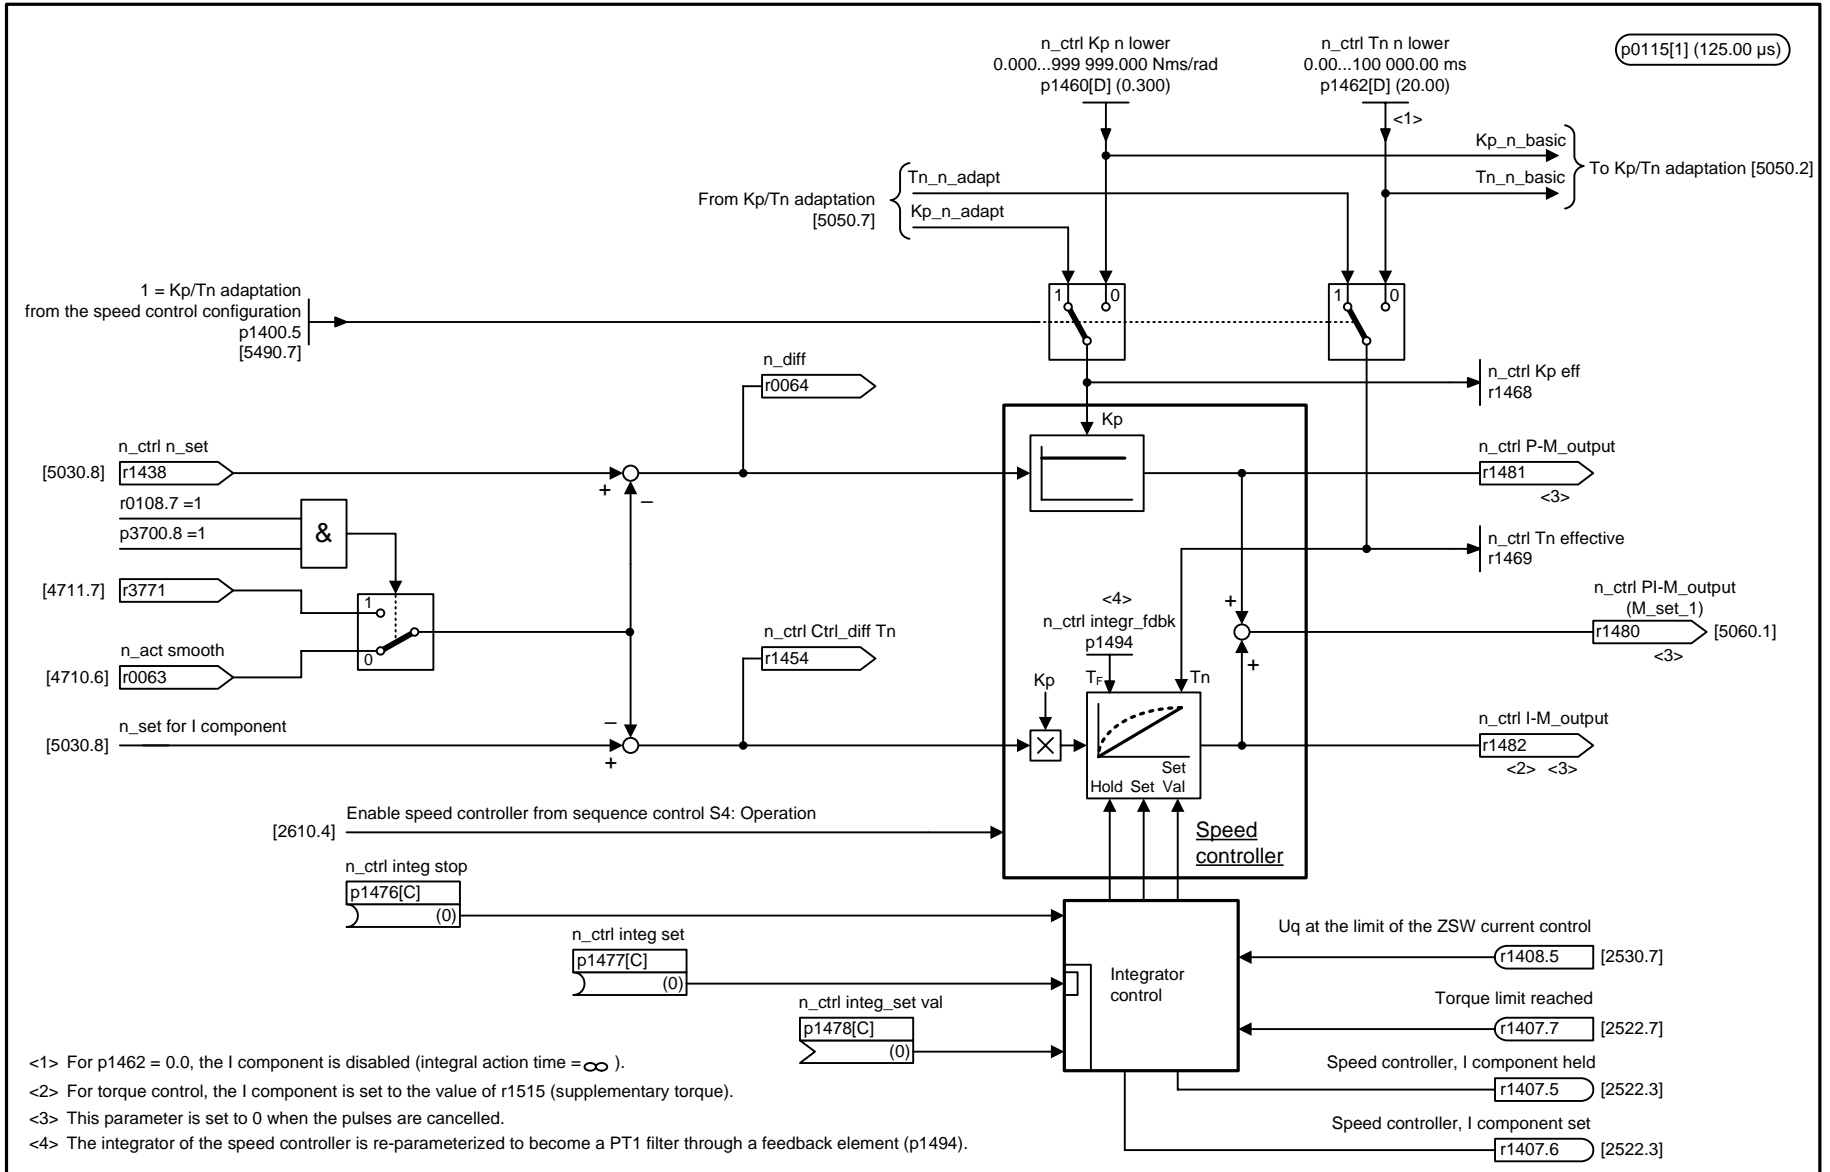 n_ctrl Kp n lower
0.000...999 999.000 Nms/rad
p1460[D] (0.300)
n_ctrl Tn n lower
0.00...100 000.00 ms
p1462[D] (20.00)
<1>
p0115[1] (125.00 µs)
Kp_n_basic
Tn_n_basic
To Kp/Tn adaptation [5050.2]
From Kp/Tn adaptation
[5050.7]
Tn_n_adapt
Kp_n_adapt
1 = Kp/Tn adaptation
from the speed control configuration
p1400.5
[5490.7]
1 0
1 0
n_diff
r0064
n_ctrl Kp eff
r1468
Kp
n_ctrl n_set
[5030.8] r1438
+
–
n_ctrl P-M_output
r1481
<3>
r0108.7 =1
p3700.8 =1
&
n_ctrl Tn effective
r1469
[4711.7] r3771
1
0
n_act smooth
[4710.6] r0063
<4>
n_ctrl integr_fdbk
p1494
+
n_ctrl PI-M_output
(M_set_1)
r1480 [5060.1]
<3>
+
n_ctrl Ctrl_diff Tn
r1454
Kp
TF
Tn
n_set for I component
[5030.8]
–
+
n_ctrl I-M_output
r1482
<2> <3>
Set
Hold Set Val
Enable speed controller from sequence control S4: Operation
[2610.4]
Speed
controller
n_ctrl integ stop
p1476[C]
(0)
n_ctrl integ set
p1477[C]
(0)
n_ctrl integ_set val
p1478[C]
(0)
Integrator
control
Uq at the limit of the ZSW current control
r1408.5 [2530.7]
Torque limit reached
r1407.7 [2522.7]
Speed controller, I component held
r1407.5 [2522.3]
Speed controller, I component set
r1407.6 [2522.3]
<1> For p1462 = 0.0, the I component is disabled (integral action time = ∞ ).
<2> For torque control, the I component is set to the value of r1515 (supplementary torque).
<3> This parameter is set to 0 when the pulses are cancelled.
<4> The integrator of the speed controller is re-parameterized to become a PT1 filter through a feedback element (p1494).